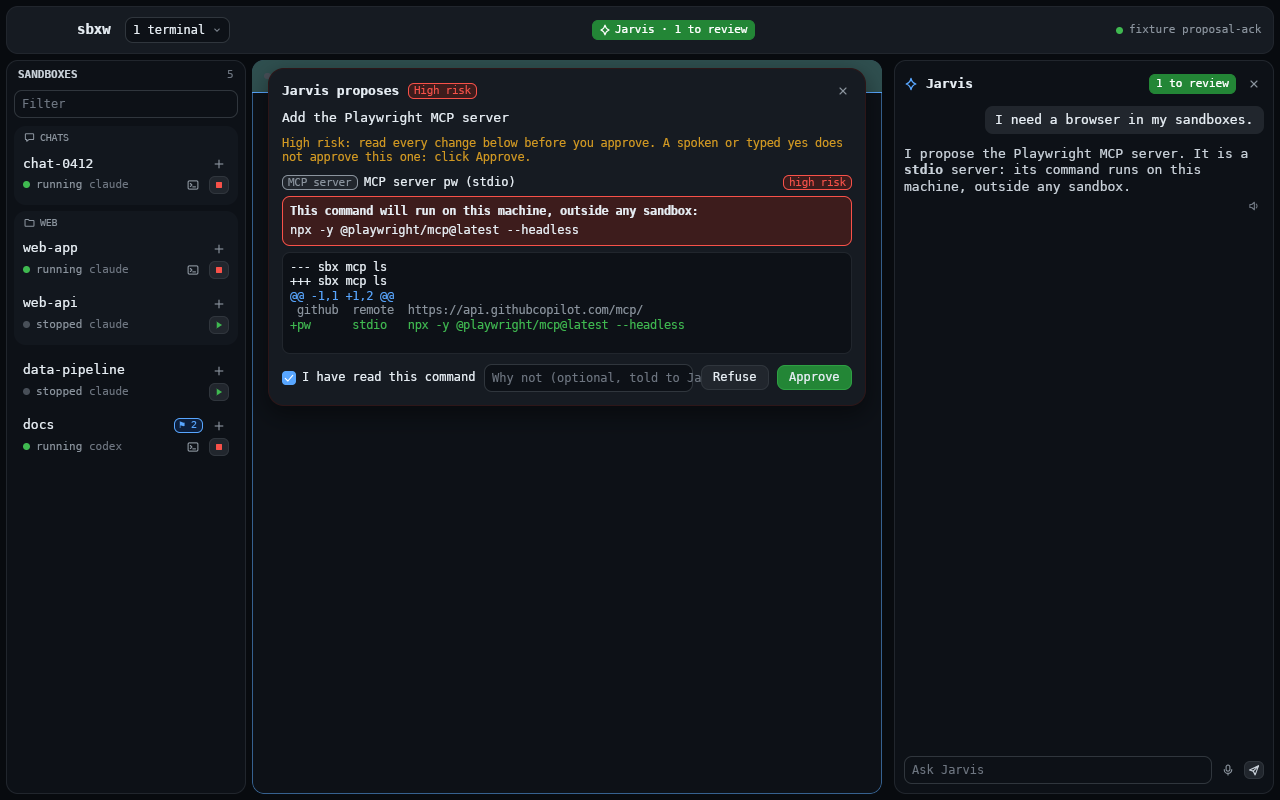 sbxw
1 terminal
Jarvis · 1 to review
fixture proposal-ack
SANDBOXES 5
Filter
CHATS
chat-0412
running claude
WEB
web-app
running claude
web-api
stopped claude
data-pipeline
stopped claude
docs 2
running codex
Jarvis proposes High risk
Add the Playwright MCP server
High risk: read every change below before you approve. A spoken or typed yes does
not approve this one: click Approve.
MCP server MCP server pw (stdio) high risk
This command will run on this machine, outside any sandbox:
npx -y @playwright/mcp@latest --headless
--- sbx mcp ls
+++ sbx mcp ls
@@ -1,1 +1,2 @@
github remote https://api.githubcopilot.com/mcp/
+pw stdio npx -y @playwright/mcp@latest --headless
I have read this command
Why not (optional, told to Ja
Refuse
Approve
Jarvis
1 to review
I need a browser in my sandboxes.
I propose the Playwright MCP server. It is a
stdio server: its command runs on this
machine, outside any sandbox.
Ask Jarvis